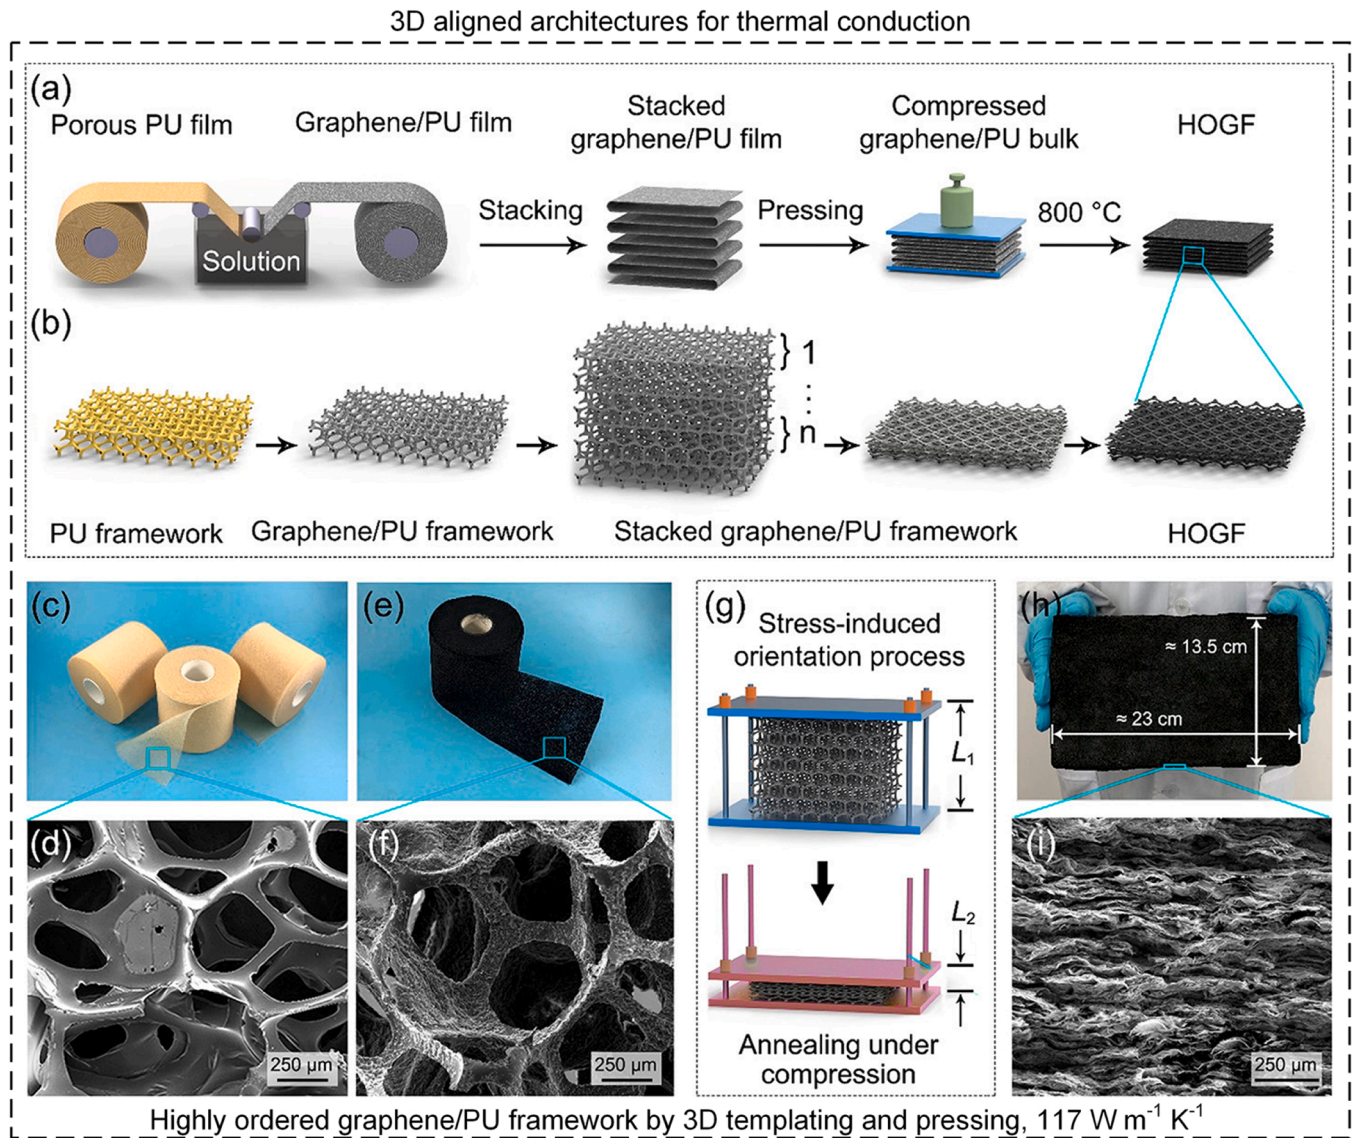 3D aligned architectures for thermal conduction
(a)
Porous PU film
Graphene/PU film
Stacked
graphene/PU film
Compressed
graphene/PU bulk
HOGF
Solution
Stacking
Pressing
800 °C
(b)
1
n
PU framework
Graphene/PU framework
Stacked graphene/PU framework
HOGF
(c)
(e)
(g)
Stress-induced
orientation process
L₁
L₂
Annealing under
compression
(h)
≈ 13.5 cm
≈ 23 cm
(d)
250 µm
(f)
250 µm
(i)
250 µm
Highly ordered graphene/PU framework by 3D templating and pressing, 117 W m⁻¹ K⁻¹